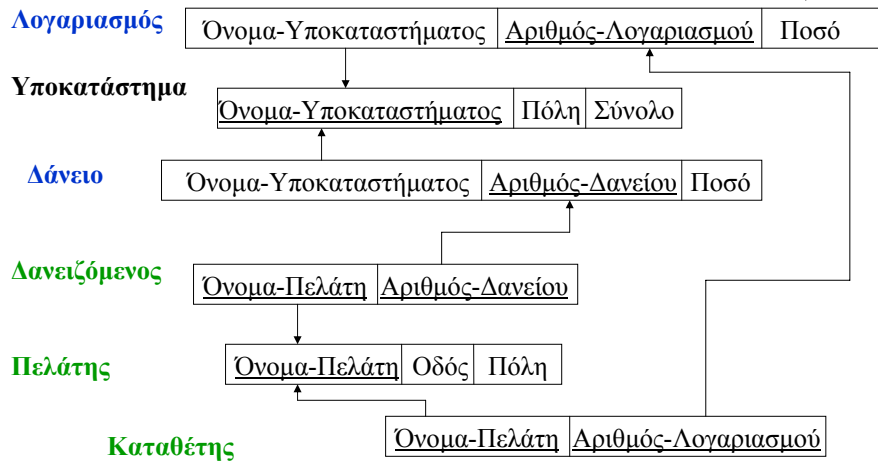 Λογαριασμός Όνομα-Υποκαταστήματος Αριθμός-Λογαριασμού Ποσό
Υποκατάστημα
Όνομα-Υποκαταστήματος Πόλη Σύνολο
Δάνειο Όνομα-Υποκαταστήματος Αριθμός-Δανείου Ποσό
Δανειζόμενος
Όνομα-Πελάτη Αριθμός-Δανείου
Πελάτης Όνομα-Πελάτη Οδός Πόλη
Καταθέτης Όνομα-Πελάτη Αριθμός-Λογαριασμού